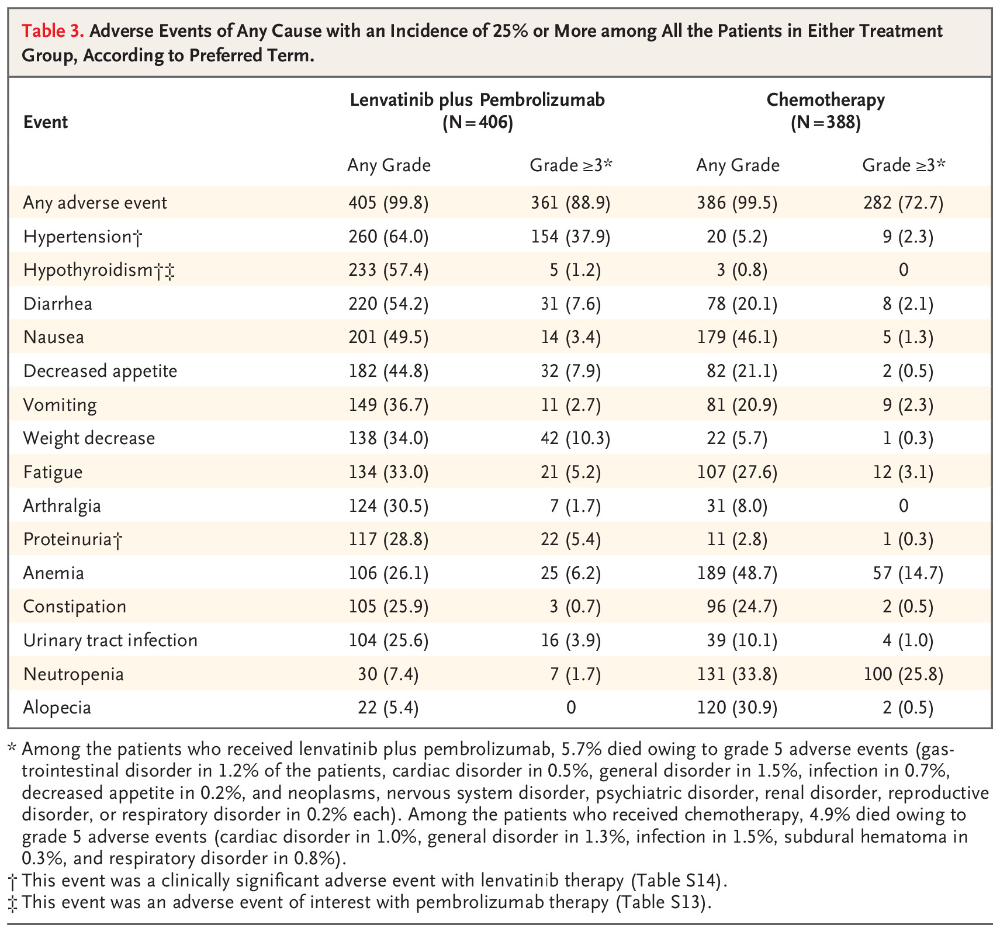 Table 3. Adverse Events of Any Cause with an Incidence of 25% or More among All the Patients in Either Treatment
Group, According to Preferred Term.
Event Lenvatinib plus Pembrolizumab (N=406) Chemotherapy (N=388)
Any Grade Grade ≥3* Any Grade Grade ≥3*
Any adverse event 405 (99.8) 361 (88.9) 386 (99.5) 282 (72.7)
Hypertension† 260 (64.0) 154 (37.9) 20 (5.2) 9 (2.3)
Hypothyroidism†‡ 233 (57.4) 5 (1.2) 3 (0.8) 0
Diarrhea 220 (54.2) 31 (7.6) 78 (20.1) 8 (2.1)
Nausea 201 (49.5) 14 (3.4) 179 (46.1) 5 (1.3)
Decreased appetite 182 (44.8) 32 (7.9) 82 (21.1) 2 (0.5)
Vomiting 149 (36.7) 11 (2.7) 81 (20.9) 9 (2.3)
Weight decrease 138 (34.0) 42 (10.3) 22 (5.7) 1 (0.3)
Fatigue 134 (33.0) 21 (5.2) 107 (27.6) 12 (3.1)
Arthralgia 124 (30.5) 7 (1.7) 31 (8.0) 0
Proteinuria† 117 (28.8) 22 (5.4) 11 (2.8) 1 (0.3)
Anemia 106 (26.1) 25 (6.2) 189 (48.7) 57 (14.7)
Constipation 105 (25.9) 3 (0.7) 96 (24.7) 2 (0.5)
Urinary tract infection 104 (25.6) 16 (3.9) 39 (10.1) 4 (1.0)
Neutropenia 30 (7.4) 7 (1.7) 131 (33.8) 100 (25.8)
Alopecia 22 (5.4) 0 120 (30.9) 2 (0.5)
* Among the patients who received lenvatinib plus pembrolizumab, 5.7% died owing to grade 5 adverse events (gas-
trointestinal disorder in 1.2% of the patients, cardiac disorder in 0.5%, general disorder in 1.5%, infection in 0.7%,
decreased appetite in 0.2%, and neoplasms, nervous system disorder, psychiatric disorder, renal disorder, reproductive
disorder, or respiratory disorder in 0.2% each). Among the patients who received chemotherapy, 4.9% died owing to
grade 5 adverse events (cardiac disorder in 1.0%, general disorder in 1.3%, infection in 1.5%, subdural hematoma in
0.3%, and respiratory disorder in 0.8%).
† This event was a clinically significant adverse event with lenvatinib therapy (Table S14).
‡ This event was an adverse event of interest with pembrolizumab therapy (Table S13).